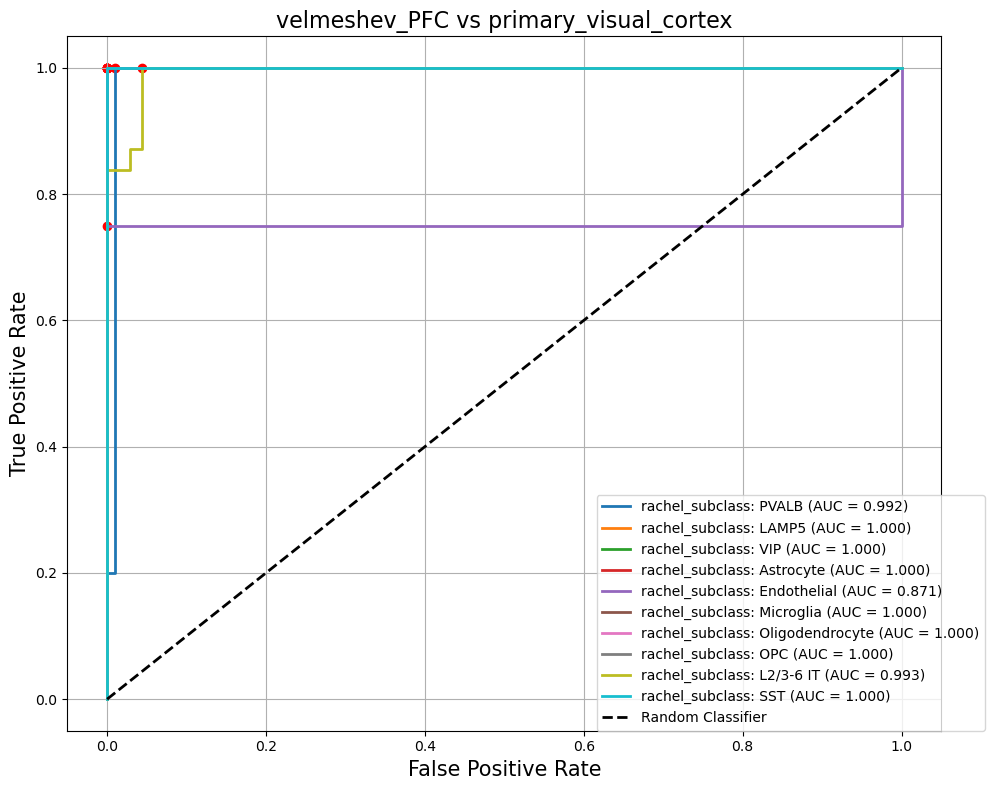 velmeshev_PFC vs primary_visual_cortex
True Positive Rate
1.0
0.8
0.6
0.4
0.2
0.0
0.0 0.2 0.4 0.6 0.8 1.0
False Positive Rate
rachel_subclass: PVALB (AUC = 0.992)
rachel_subclass: LAMP5 (AUC = 1.000)
rachel_subclass: VIP (AUC = 1.000)
rachel_subclass: Astrocyte (AUC = 1.000)
rachel_subclass: Endothelial (AUC = 0.871)
rachel_subclass: Microglia (AUC = 1.000)
rachel_subclass: Oligodendrocyte (AUC = 1.000)
rachel_subclass: OPC (AUC = 1.000)
rachel_subclass: L2/3-6 IT (AUC = 0.993)
rachel_subclass: SST (AUC = 1.000)
Random Classifier